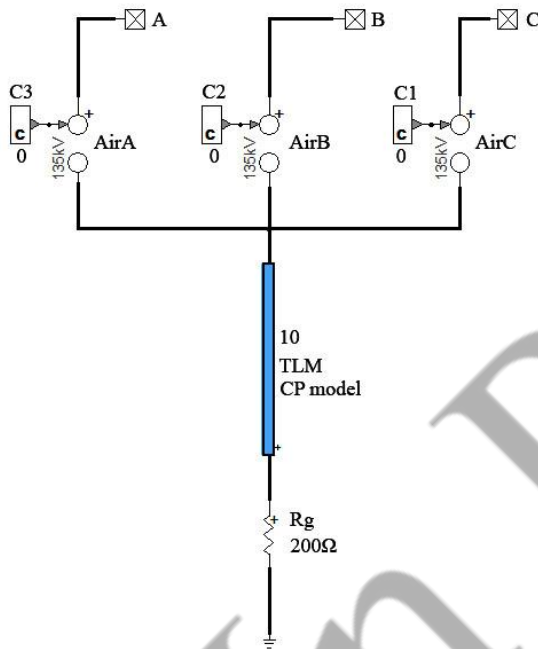 A
B
C
C3
C2
C1
c
c
c
AirA
AirB
AirC
0
0
0
135kV
135kV
135kV
10
TLM
CP model
Rg
200Ω